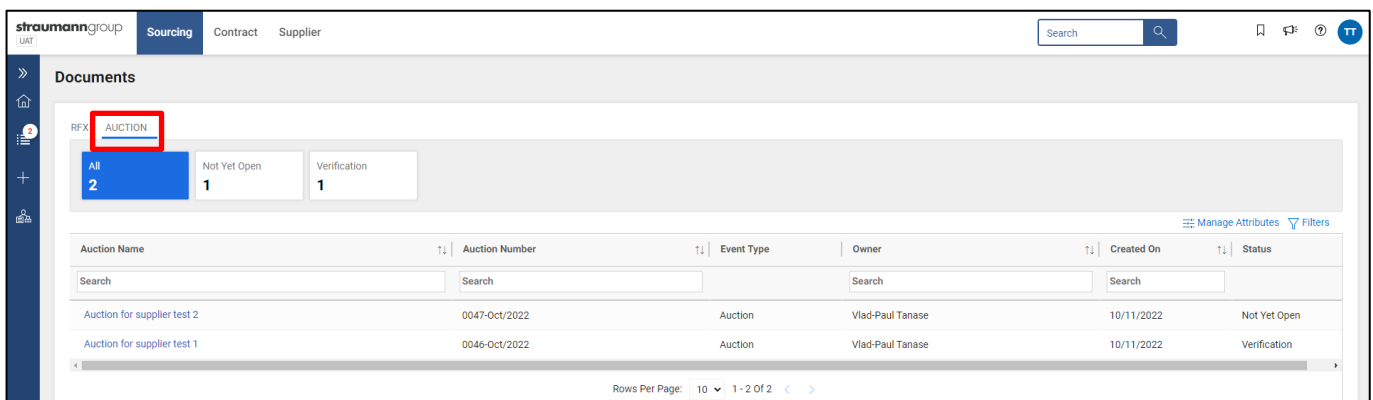 straumanngroup Sourcing Contract Supplier Search TT
UAT
Documents
2
RFX AUCTION
All Not Yet Open Verification
2 1 1
Manage Attributes Filters
Auction Name Auction Number Event Type Owner Created On Status
Search Search Search Search
Auction for supplier test 2 0047-Oct/2022 Auction Vlad-Paul Tanase 10/11/2022 Not Yet Open
Auction for supplier test 1 0046-Oct/2022 Auction Vlad-Paul Tanase 10/11/2022 Verification
Rows Per Page: 10 1 - 2 Of 2